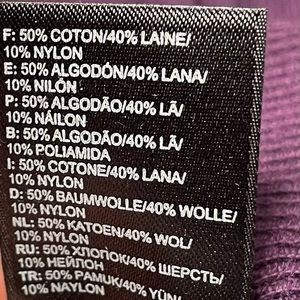 F: 50% COTON/40% LAINE/
10% NYLON
E: 50% ALGODÓN/40% LANA/
10% NILÓN
P: 50% ALGODÃO/40% LÃ/
10% NÁILON
B: 50% ALGODÃO/40% LÃ/
10% POLIAMIDA
I: 50% COTONE/40% LANA/
10% NYLON
D: 50% BAUMWOLLE/40% WOLLE/
10% NYLON
NL: 50% KATOEN/40% WOL/
10% NYLON
RU: 50% ХЛОПОК/40% ШЕРСТЬ/
10% НЕЙЛОН
TR: 50% PAMUK/40% YÜN/
10% NAYLON